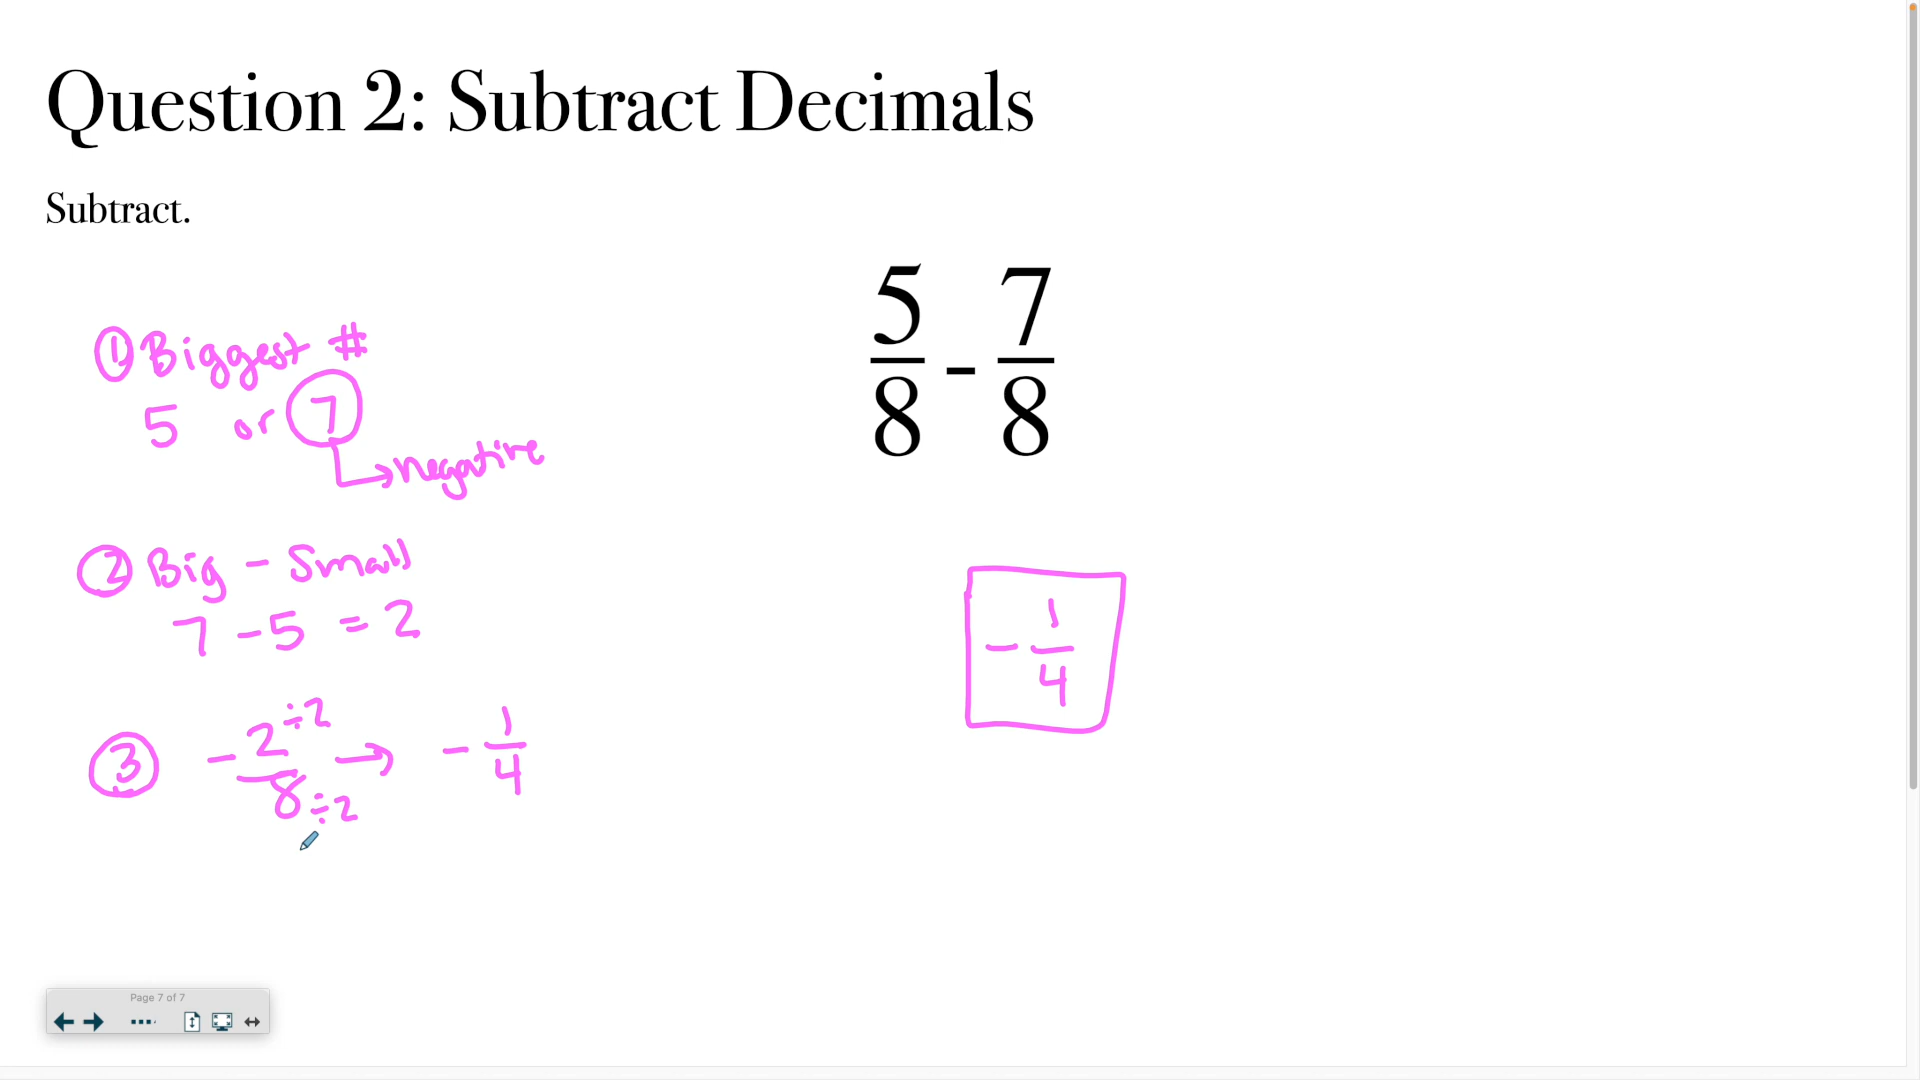 Question 2: Subtract Decimals
Subtract.
5/8 - 7/8
① Biggest #
5 or 7
→ negative
② Big - Small
7 - 5 = 2
③ - 2÷2/8÷2 → - 1/4
- 1/4
Page 7 of 7